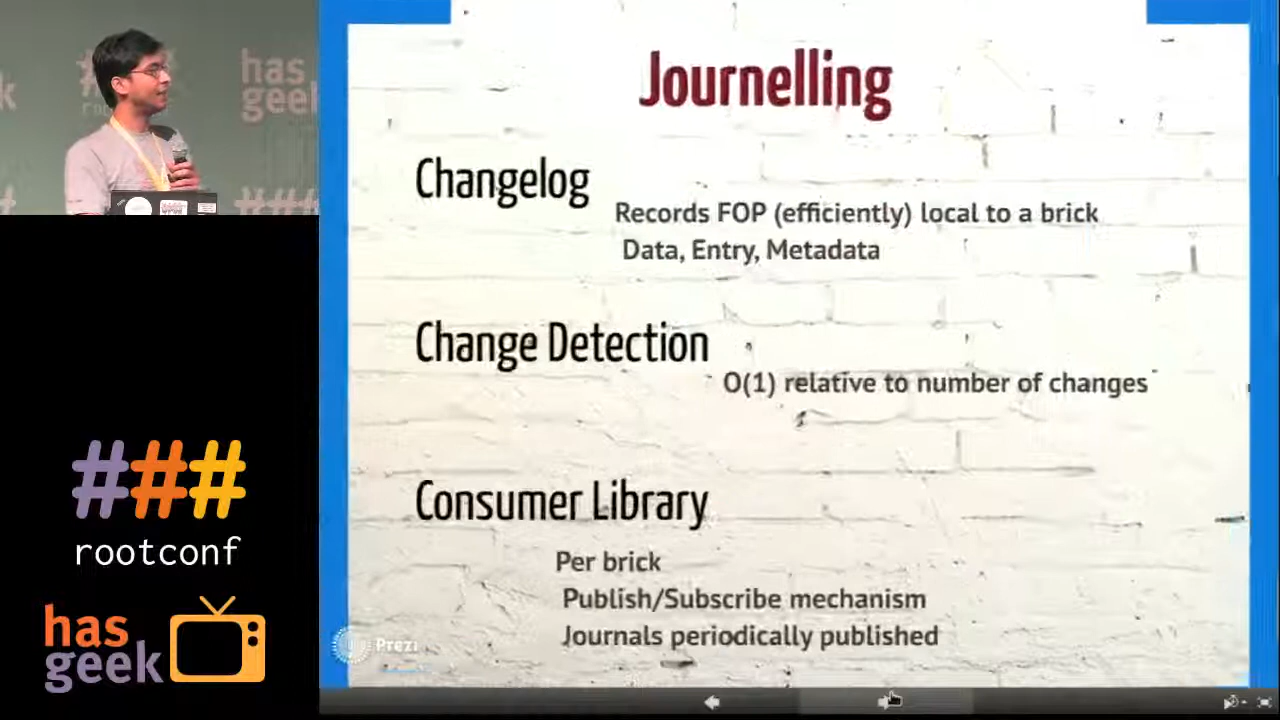 has
geek
Journelling
Changelog
Records FOP (efficiently) local to a brick
Data, Entry, Metadata
Change Detection
O(1) relative to number of changes
Consumer Library
Per brick
Publish/Subscribe mechanism
Journals periodically published
Prezi
###
rootconf
has
geek